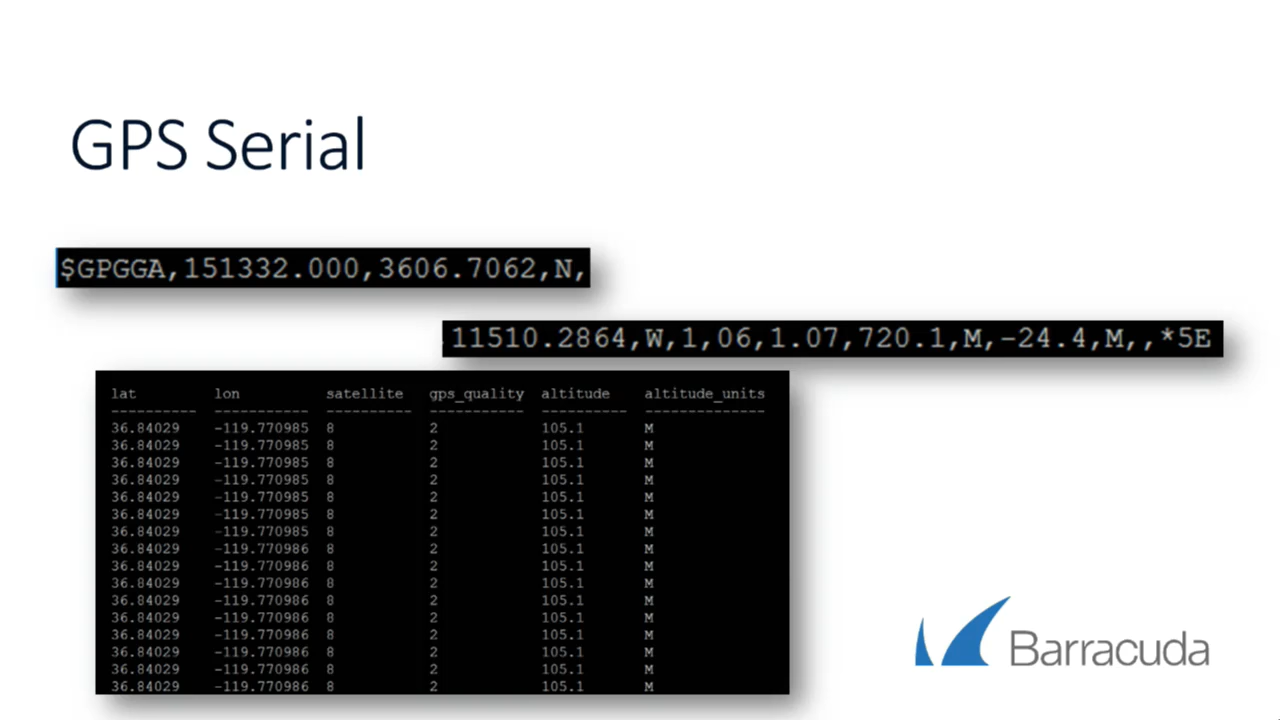 GPS Serial
$GPGGA,151332.000,3606.7062,N,
11510.2864,W,1,06,1.07,720.1,M,-24.4,M,,*5E
lat lon satellite gps_quality altitude altitude_units
---------- ----------- ---------- ----------- ---------- --------------
36.84029 -119.770985 8 2 105.1 M
36.84029 -119.770985 8 2 105.1 M
36.84029 -119.770985 8 2 105.1 M
36.84029 -119.770985 8 2 105.1 M
36.84029 -119.770985 8 2 105.1 M
36.84029 -119.770985 8 2 105.1 M
36.84029 -119.770985 8 2 105.1 M
36.84029 -119.770986 8 2 105.1 M
36.84029 -119.770986 8 2 105.1 M
36.84029 -119.770986 8 2 105.1 M
36.84029 -119.770986 8 2 105.1 M
36.84029 -119.770986 8 2 105.1 M
36.84029 -119.770986 8 2 105.1 M
36.84029 -119.770986 8 2 105.1 M
36.84029 -119.770986 8 2 105.1 M
36.84029 -119.770986 8 2 105.1 M
Barracuda